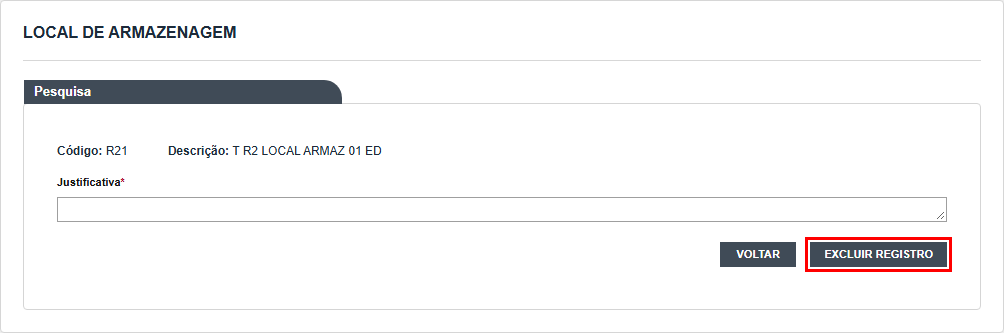 LOCAL DE ARMAZENAGEM
Pesquisa
Código: R21 Descrição: T R2 LOCAL ARMAZ 01 ED
Justificativa*
VOLTAR EXCLUIR REGISTRO